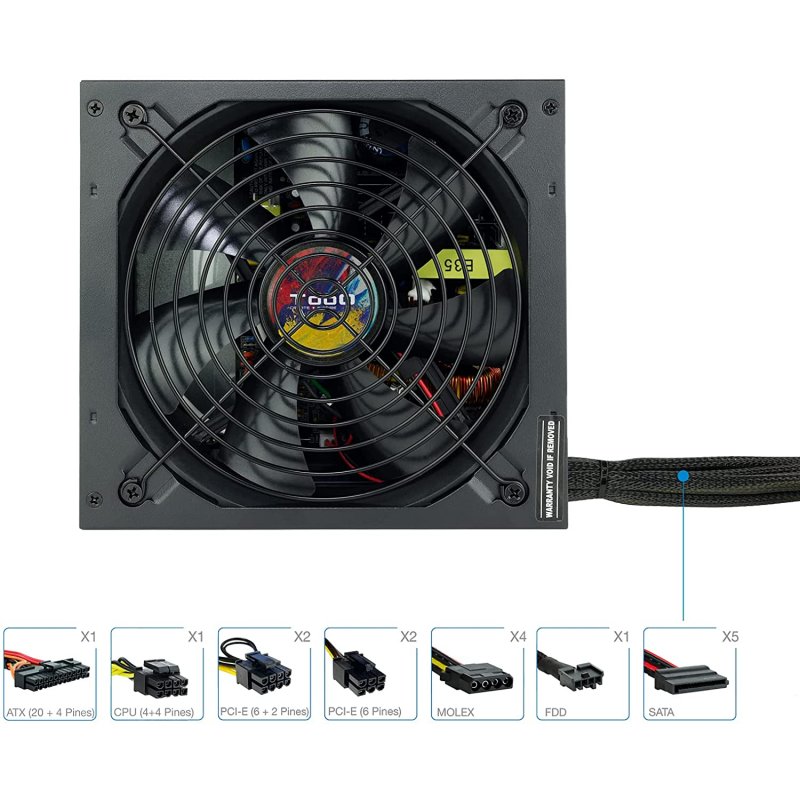 E35
TOOQ
WARRANTY VOID IF REMOVED
X1
ATX (20 + 4 Pines)
X1
CPU (4+4 Pines)
X2
PCI-E (6 + 2 Pines)
X2
PCI-E (6 Pines)
X4
MOLEX
X1
FDD
X5
SATA